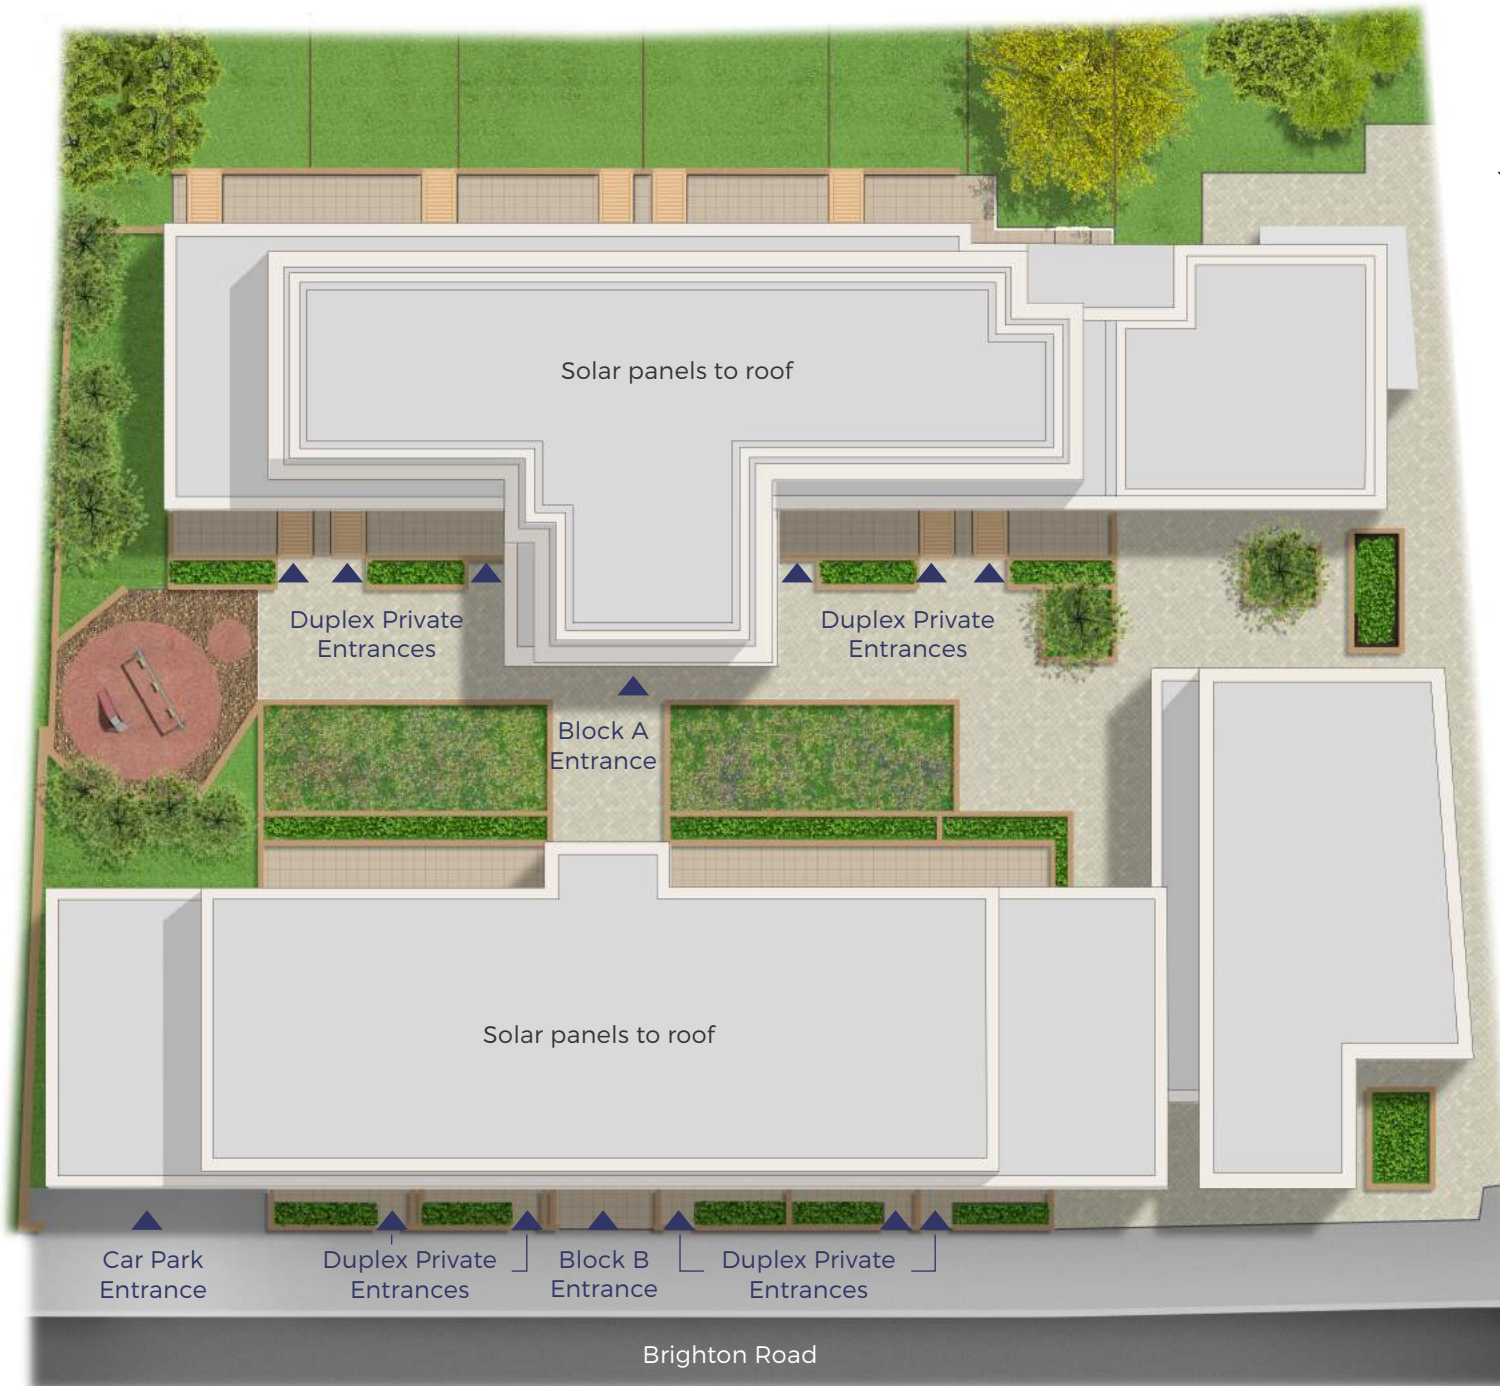 Solar panels to roof
Duplex Private
Entrances
Duplex Private
Entrances
Block A
Entrance
Solar panels to roof
Car Park
Entrance
Duplex Private
Entrances
Block B
Entrance
Duplex Private
Entrances
Brighton Road